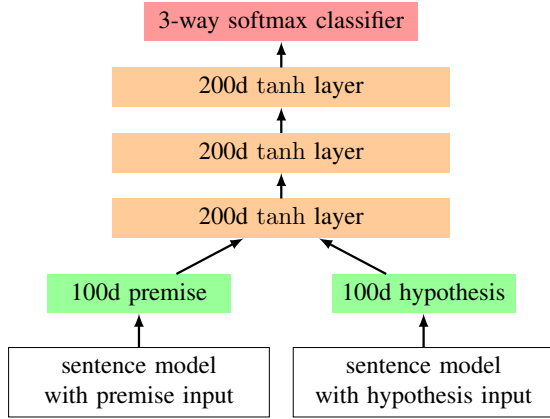 3-way softmax classifier
200d tanh layer
200d tanh layer
200d tanh layer
100d premise
100d hypothesis
sentence model
with premise input
sentence model
with hypothesis input